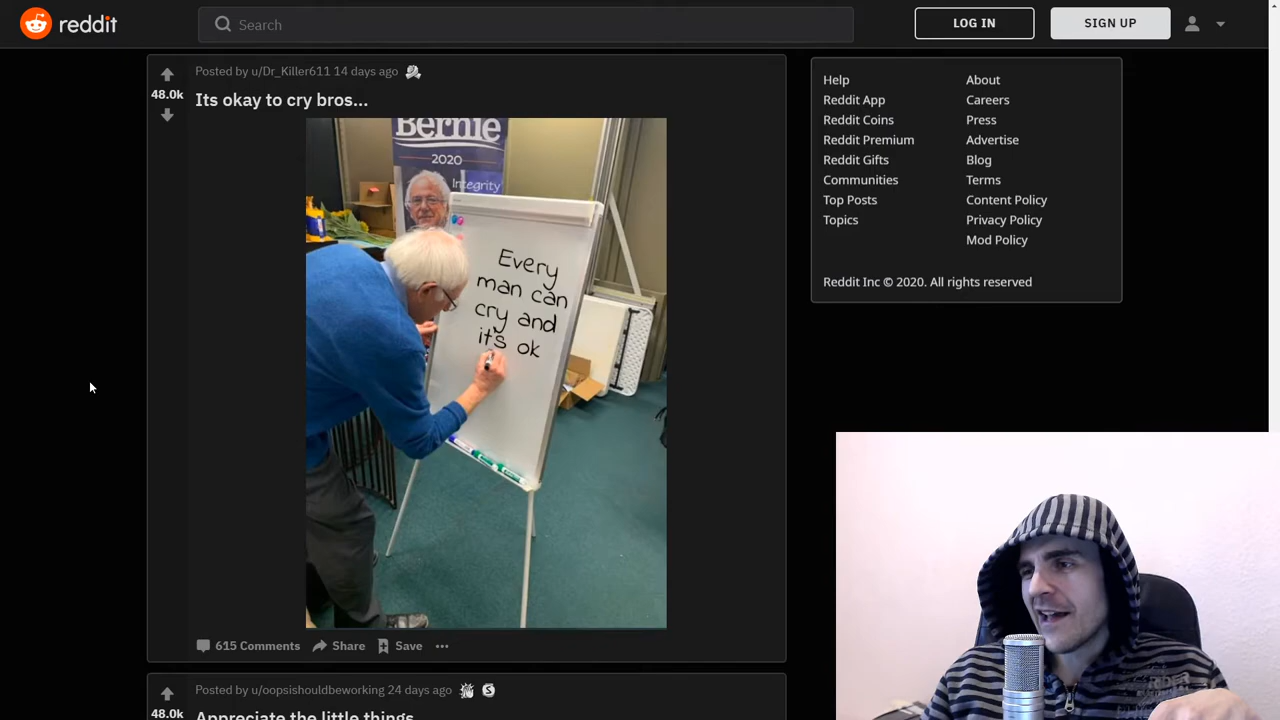 reddit
Search
LOG IN
SIGN UP
Posted by u/Dr_Killer611 14 days ago
48.0k
Its okay to cry bros...
Bernie
2020
Integrity
Every
man can
cry and
it's ok
615 Comments
Share
Save
Posted by u/oopsishouldbeworking 24 days ago
48.0k
Appreciate the little things
Help
Reddit App
Reddit Coins
Reddit Premium
Reddit Gifts
Communities
Top Posts
Topics
About
Careers
Press
Advertise
Blog
Terms
Content Policy
Privacy Policy
Mod Policy
Reddit Inc © 2020. All rights reserved